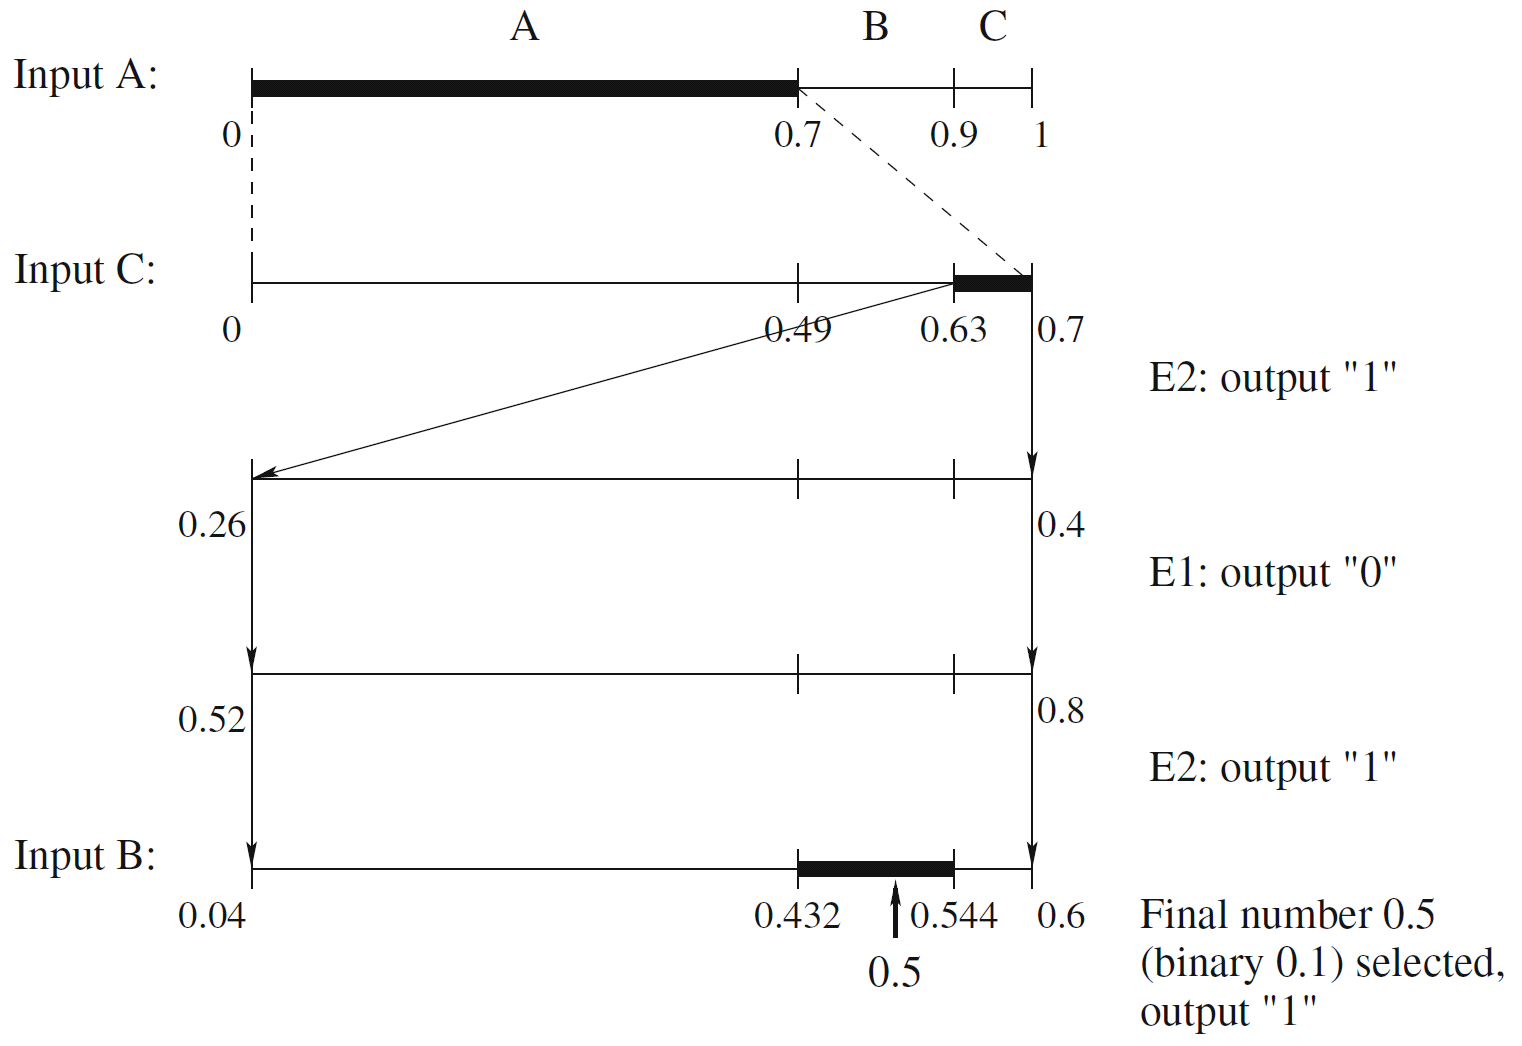 A B C
Input A:
0 0.7 0.9 1
Input C:
0 0.49 0.63 0.7
E2: output "1"
0.26 0.4
E1: output "0"
0.52 0.8
E2: output "1"
Input B:
0.04 0.432 0.544 0.6
0.5
Final number 0.5
(binary 0.1) selected,
output "1"